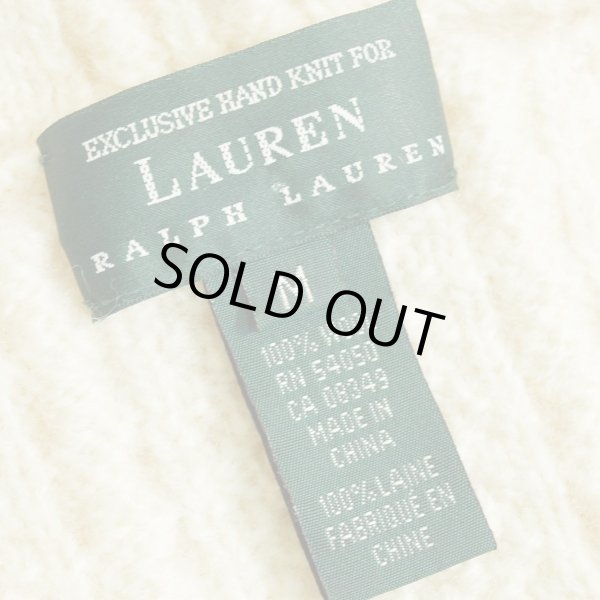 EXCLUSIVE HAND KNIT FOR
LAUREN
RALPH LAUREN
M
SOLD OUT
100%
RN 54050
CA 08349
MADE IN
CHINA
100% LAINE
FABRIQUÉ EN
CHINE